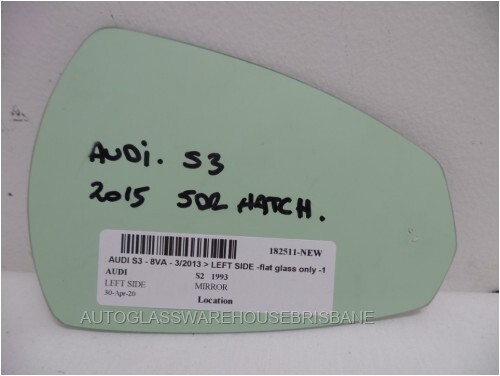 AUDi. S3
2015 5DR HATCH.
182511-NEW
AUDI S3 - 8VA - 3/2013 > LEFT SIDE -flat glass only -1
AUDI S2 1993
LEFT SIDE MIRROR
30-Apr-20 Location
AUTOGLASSWAREHOUSEBRISBANE